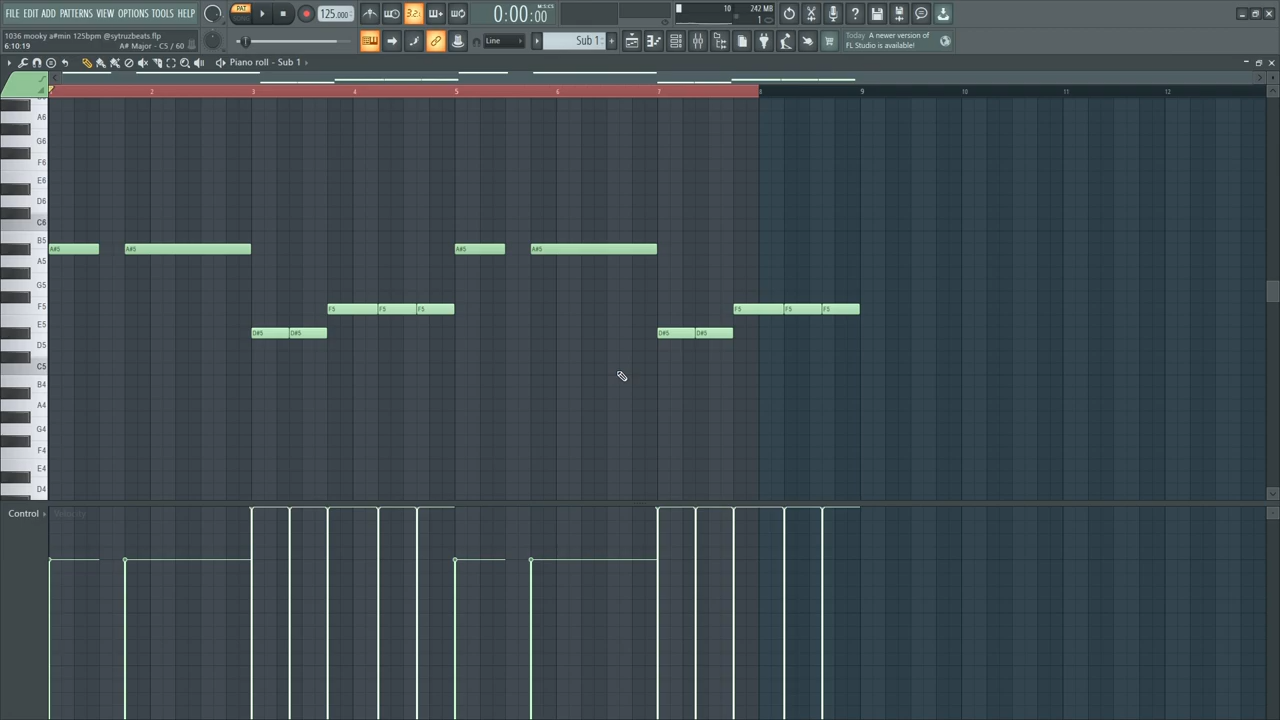 FILE EDIT ADD PATTERNS VIEW OPTIONS TOOLS HELP
PAT
125.000
3.2
0:00:00
M:S:CS
10
242 MB
1
1036 mooky a#min 125bpm @sytruzbeats.flp
6:10:19
A# Major - C5 / 60
Line
Sub 1
Today A newer version of
FL Studio is available!
Piano roll - Sub 1
2 3 4 5 6 7 8 9 10 11 12
A6
G6
F6
E6
D6
C6
B5
A#5 A#5 A#5 A#5
A5
G5
F5
F5 F5 F5 F5 F5 F5
E5
D#5 D#5 D#5 D#5
D5
C5
B4
A4
G4
F4
E4
D4
Control
Velocity